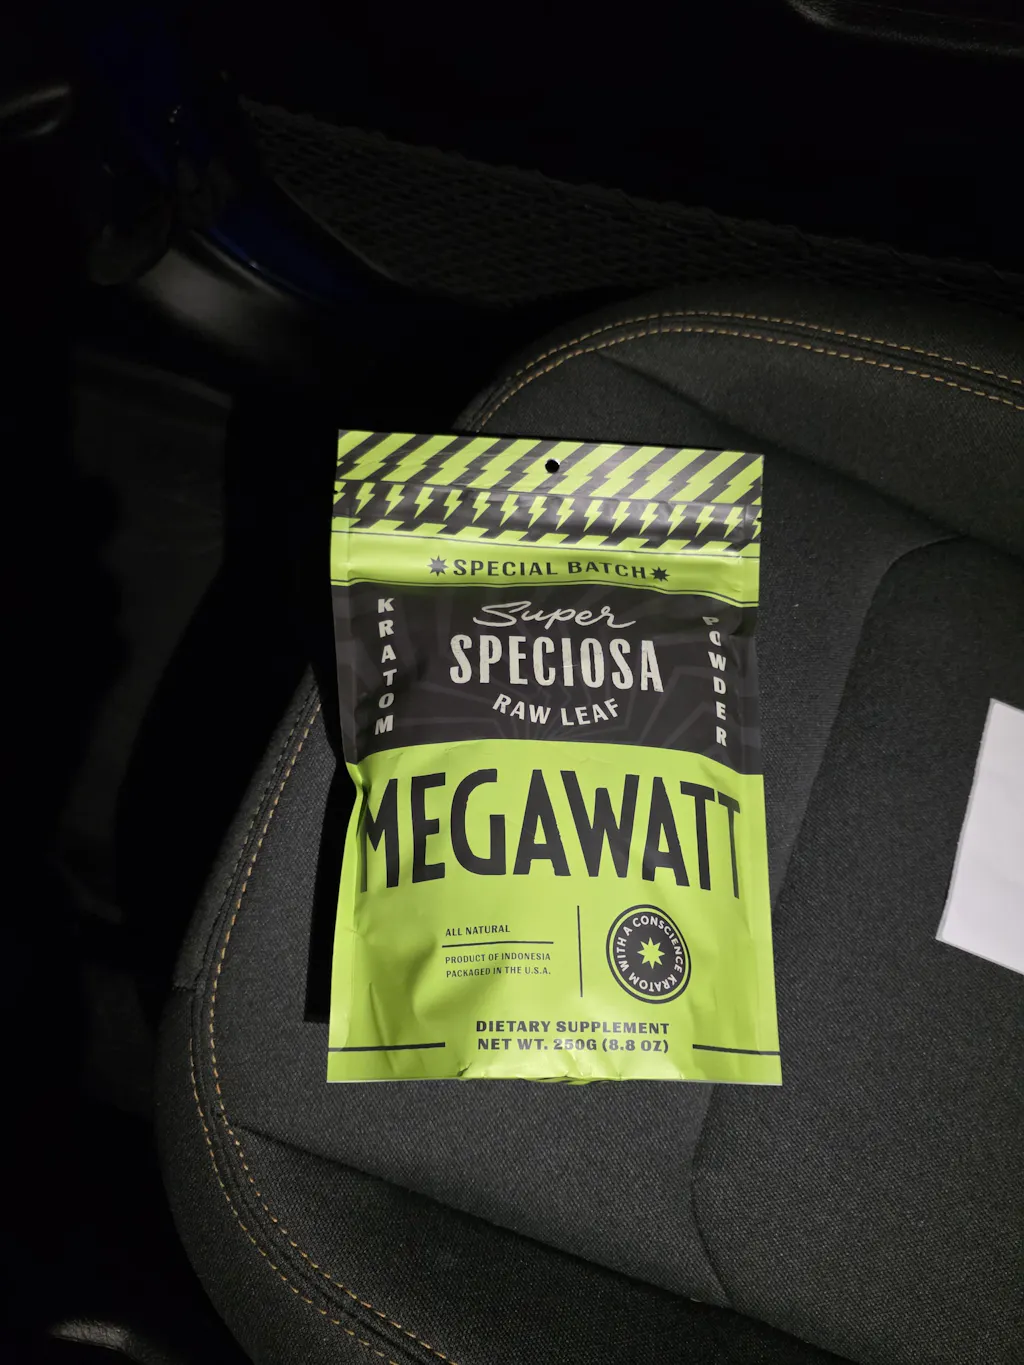 SPECIAL BATCH
KRATOM
Super
SPECIOSA
RAW LEAF
POWDER
MEGAWATT
ALL NATURAL
PRODUCT OF INDONESIA
PACKAGED IN THE U.S.A.
KRATOM WITH A CONSCIENCE
DIETARY SUPPLEMENT
NET WT. 250G (8.8 OZ)